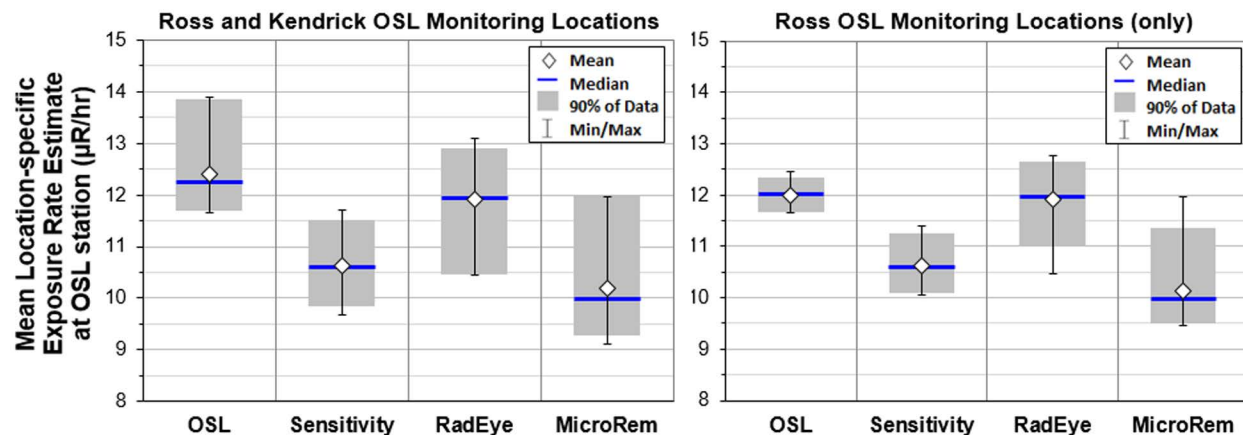 Ross and Kendrick OSL Monitoring Locations
Mean Location-specific
Exposure Rate Estimate
at OSL station (µR/hr)
15
14
13
12
11
10
9
8
Mean
Median
90% of Data
Min/Max
OSL
Sensitivity
RadEye
MicroRem
Ross OSL Monitoring Locations (only)
15
14
13
12
11
10
9
8
Mean
Median
90% of Data
Min/Max
OSL
Sensitivity
RadEye
MicroRem